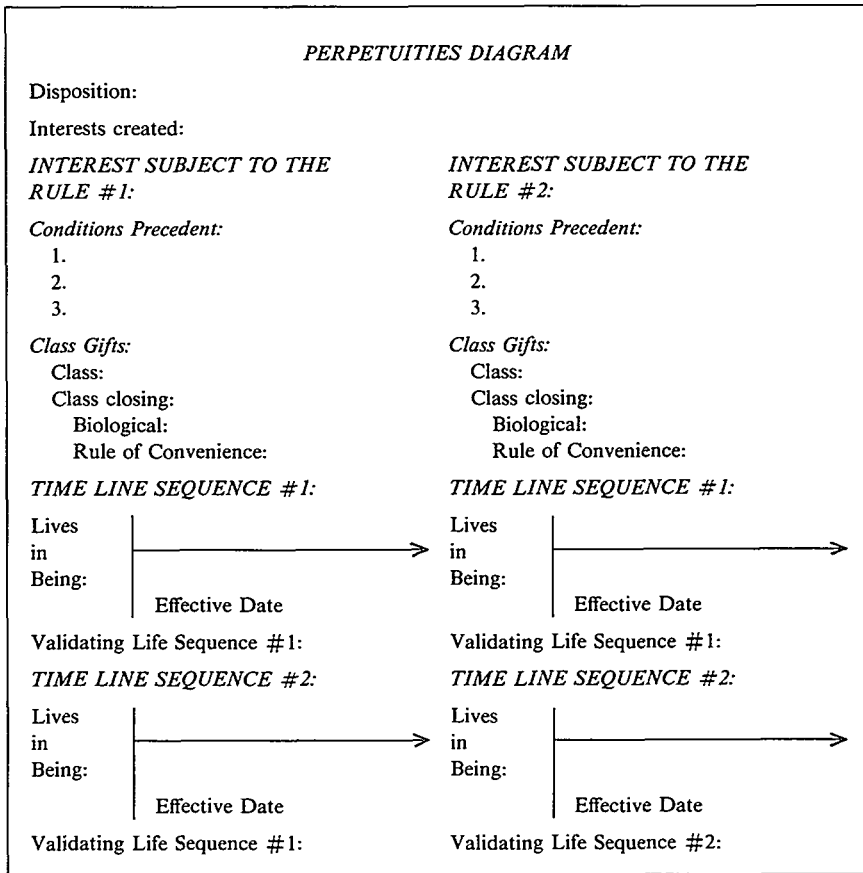 PERPETUITIES DIAGRAM
Disposition:
Interests created:
INTEREST SUBJECT TO THE
RULE #1:
Conditions Precedent:
1.
2.
3.
Class Gifts:
Class:
Class closing:
Biological:
Rule of Convenience:
TIME LINE SEQUENCE #1:
Lives
in
Being:
Effective Date
Validating Life Sequence #1:
TIME LINE SEQUENCE #2:
Lives
in
Being:
Effective Date
Validating Life Sequence #1:
INTEREST SUBJECT TO THE
RULE #2:
Conditions Precedent:
1.
2.
3.
Class Gifts:
Class:
Class closing:
Biological:
Rule of Convenience:
TIME LINE SEQUENCE #1:
Lives
in
Being:
Effective Date
Validating Life Sequence #1:
TIME LINE SEQUENCE #2:
Lives
in
Being:
Effective Date
Validating Life Sequence #2: